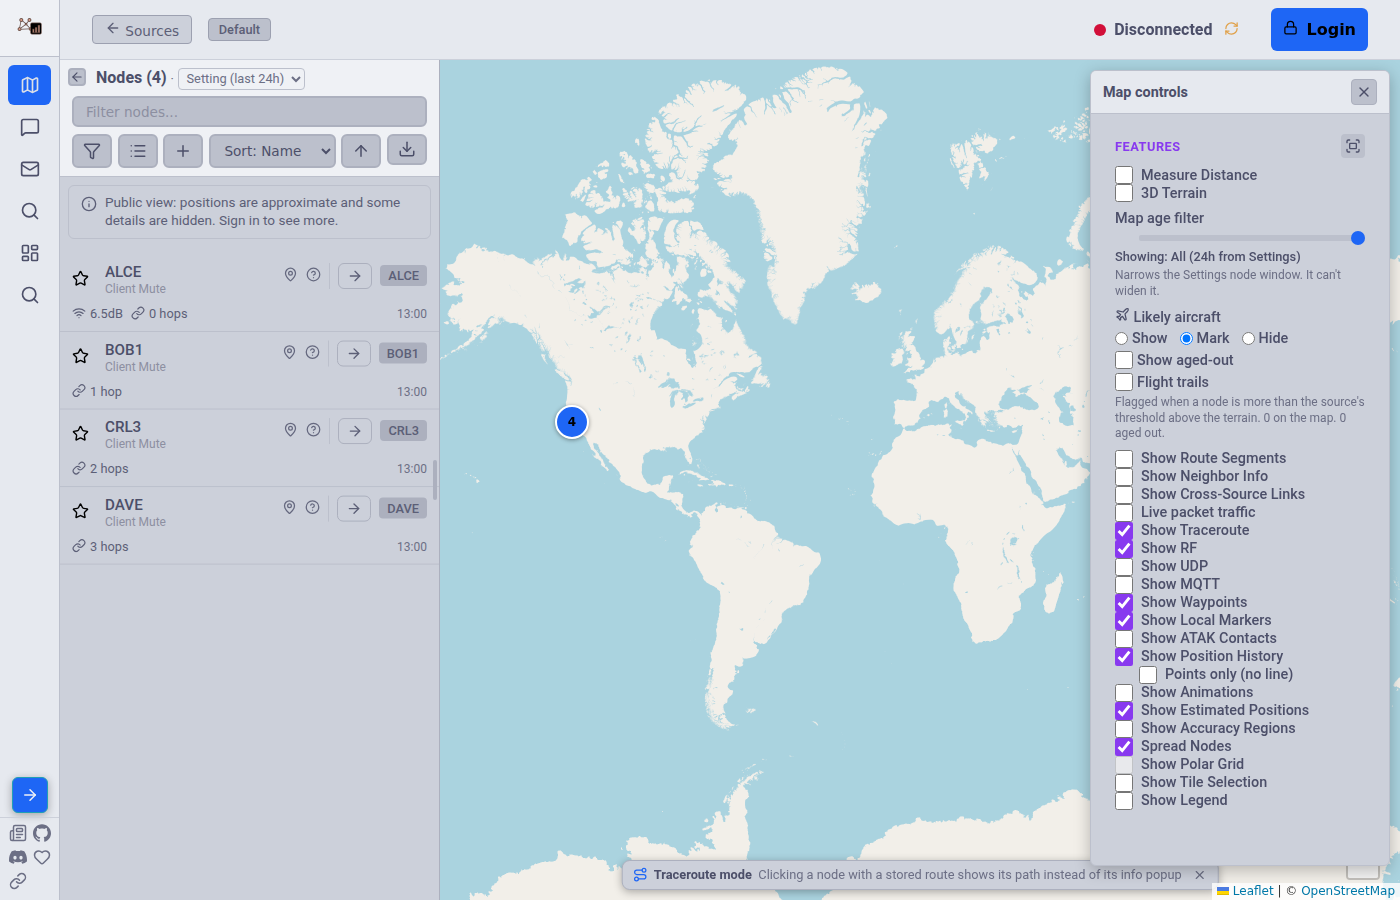 Sources
Default
Disconnected
Login
Nodes (4) ·
Setting (last 24h)
Filter nodes...
Sort: Name
Public view: positions are approximate and some
details are hidden. Sign in to see more.
ALCE
Client Mute
ALCE
6.5dB
0 hops
13:00
BOB1
Client Mute
BOB1
1 hop
13:00
CRL3
Client Mute
CRL3
2 hops
13:00
DAVE
Client Mute
DAVE
3 hops
13:00
4
Map controls
FEATURES
Measure Distance
3D Terrain
Map age filter
Showing: All (24h from Settings)
Narrows the Settings node window. It can't
widen it.
Likely aircraft
Show Mark Hide
Show aged-out
Flight trails
Flagged when a node is more than the source's
threshold above the terrain. 0 on the map. 0
aged out.
Show Route Segments
Show Neighbor Info
Show Cross-Source Links
Live packet traffic
Show Traceroute
Show RF
Show UDP
Show MQTT
Show Waypoints
Show Local Markers
Show ATAK Contacts
Show Position History
Points only (no line)
Show Animations
Show Estimated Positions
Show Accuracy Regions
Spread Nodes
Show Polar Grid
Show Tile Selection
Show Legend
Traceroute mode Clicking a node with a stored route shows its path instead of its info popup
Leaflet | © OpenStreetMap